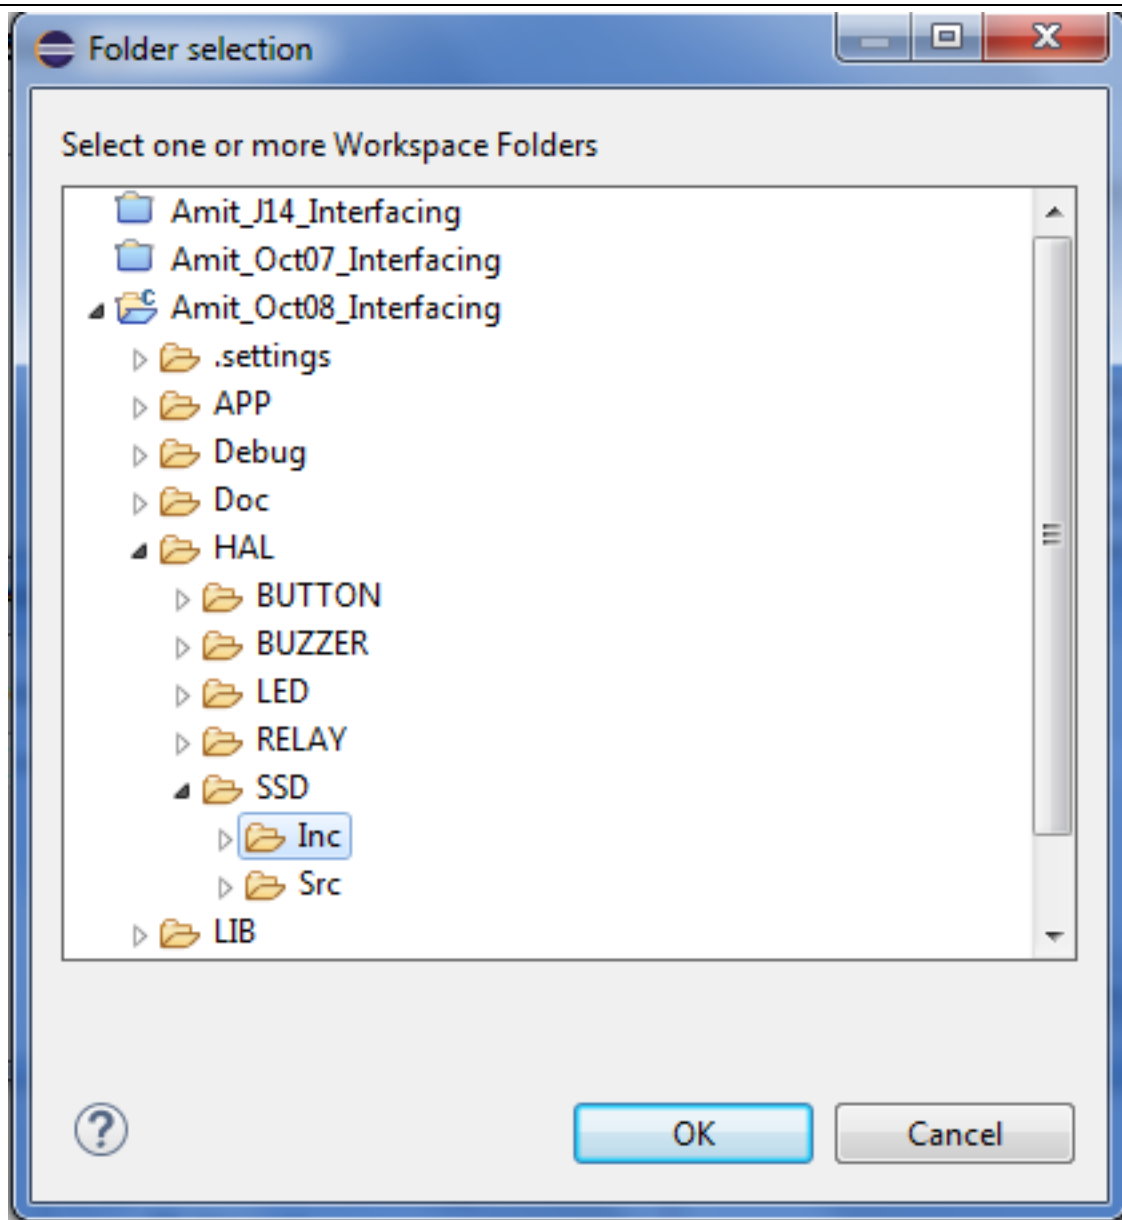 Folder selection
Select one or more Workspace Folders
Amit_J14_Interfacing
Amit_Oct07_Interfacing
Amit_Oct08_Interfacing
.settings
APP
Debug
Doc
HAL
BUTTON
BUZZER
LED
RELAY
SSD
Inc
Src
LIB
OK
Cancel